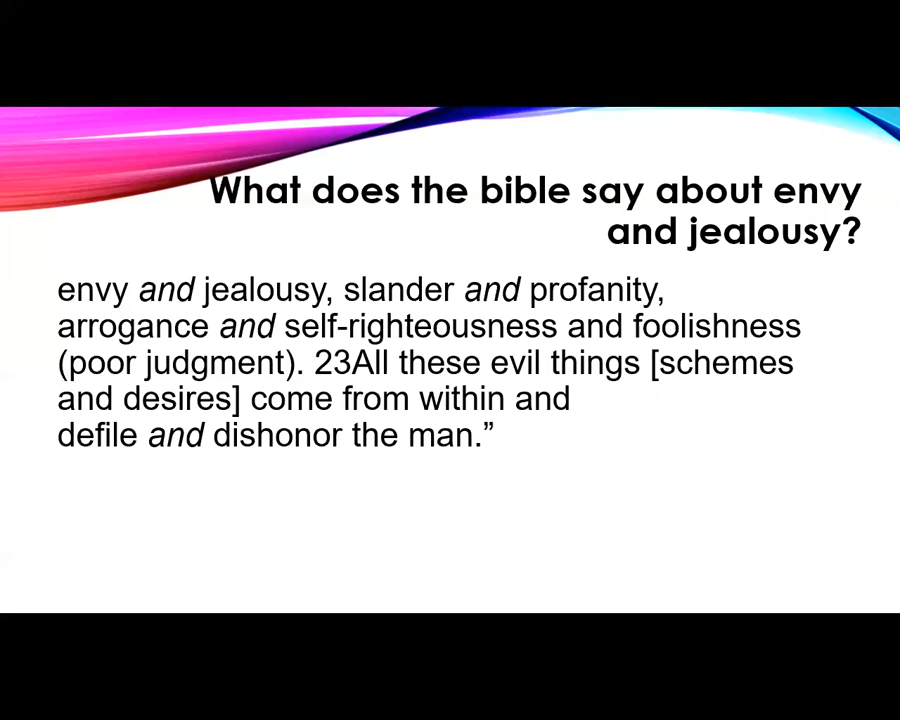 What does the bible say about envy
and jealousy?
envy and jealousy, slander and profanity,
arrogance and self-righteousness and foolishness
(poor judgment). 23All these evil things [schemes
and desires] come from within and
defile and dishonor the man.”